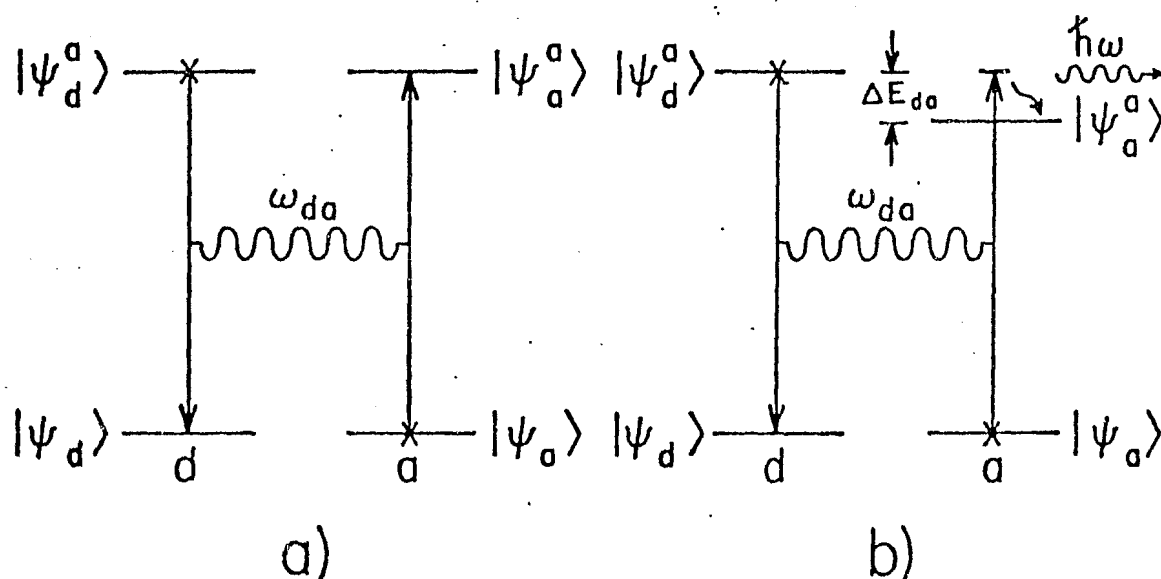 |ψ_d^a⟩ |ψ_a^a⟩ |ψ_d^a⟩ ΔE_da ħω
|ψ_a^a⟩
ω_da ω_da
|ψ_d⟩ |ψ_a⟩ |ψ_d⟩ |ψ_a⟩
d a d a
a) b)